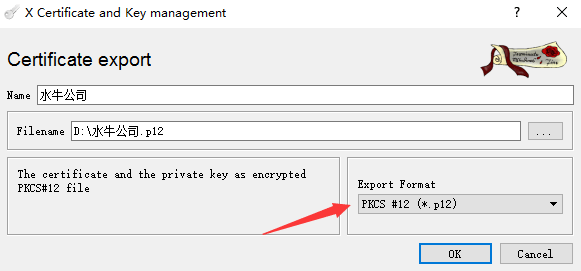 X Certificate and Key management
?
Certificate export
Name 水牛公司
Filename D:\水牛公司.p12
...
The certificate and the private key as encrypted
PKCS#12 file
Export Format
PKCS #12 (*.p12)
OK
Cancel